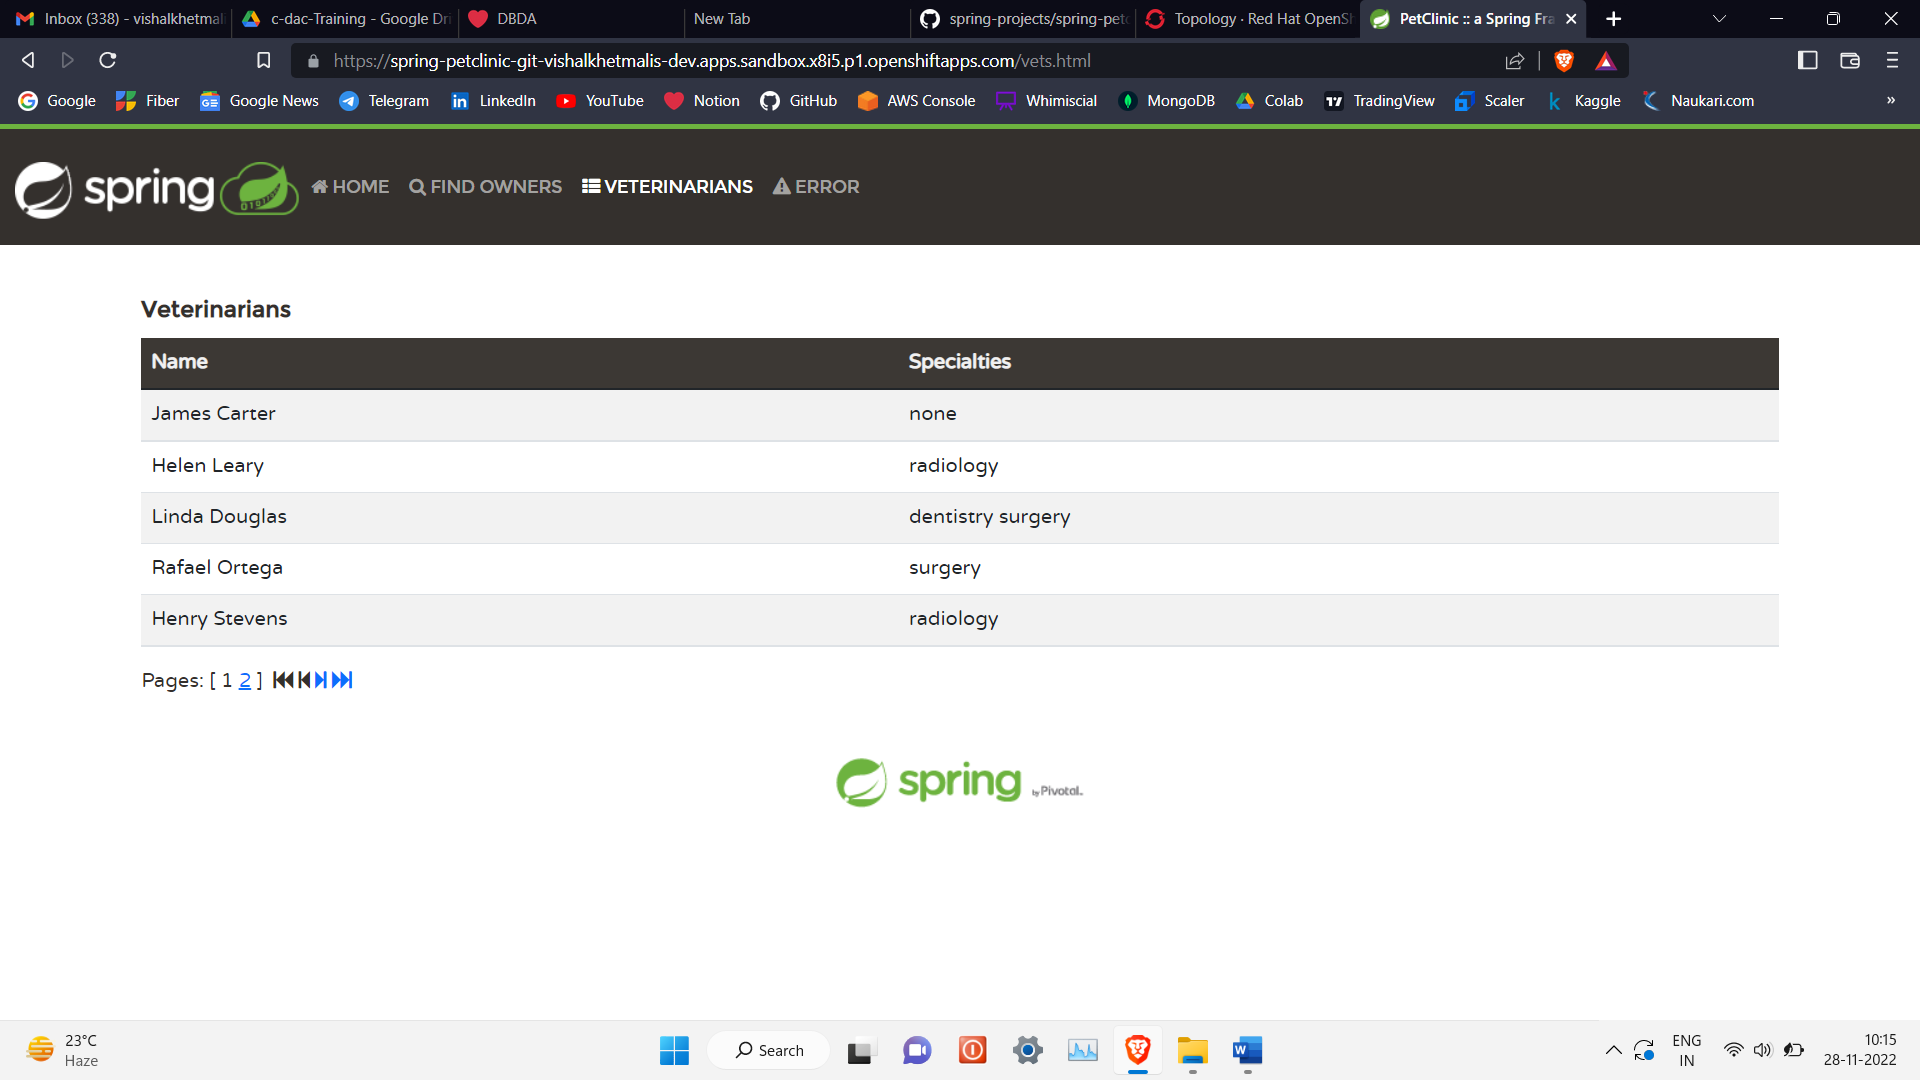 Inbox (338) - vishalkhetmali
c-dac-Training - Google Dri
DBDA
New Tab
spring-projects/spring-petc
Topology · Red Hat OpenSh
PetClinic :: a Spring Fra
https://spring-petclinic-git-vishalkhetmalis-dev.apps.sandbox.x8i5.p1.openshiftapps.com/vets.html
Google Fiber Google News Telegram LinkedIn YouTube Notion GitHub AWS Console Whimiscial MongoDB Colab TradingView Scaler Kaggle Naukari.com »
spring HOME FIND OWNERS VETERINARIANS ERROR
Veterinarians
Name Specialties
James Carter none
Helen Leary radiology
Linda Douglas dentistry surgery
Rafael Ortega surgery
Henry Stevens radiology
Pages: [ 1 2 ]
spring by Pivotal
23°C
Haze
Search
ENG
IN
10:15
28-11-2022